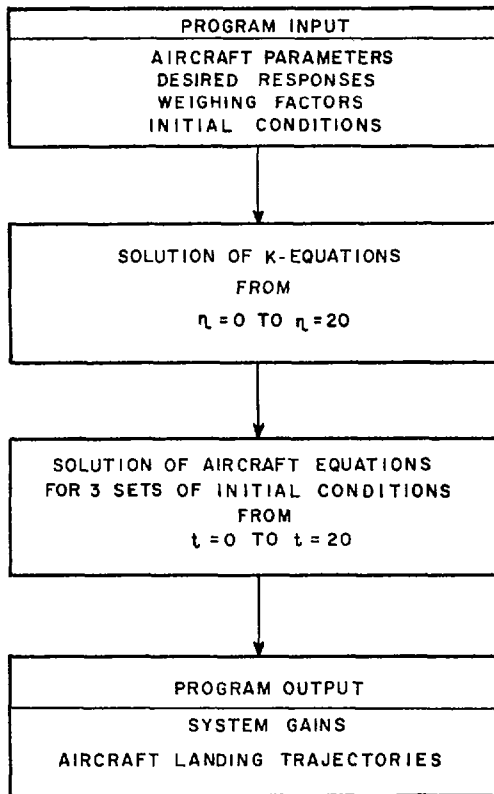 PROGRAM INPUT
AIRCRAFT PARAMETERS
DESIRED RESPONSES
WEIGHING FACTORS
INITIAL CONDITIONS
SOLUTION OF K-EQUATIONS
FROM
η = 0 TO η = 20
SOLUTION OF AIRCRAFT EQUATIONS
FOR 3 SETS OF INITIAL CONDITIONS
FROM
t = 0 TO t = 20
PROGRAM OUTPUT
SYSTEM GAINS
AIRCRAFT LANDING TRAJECTORIES